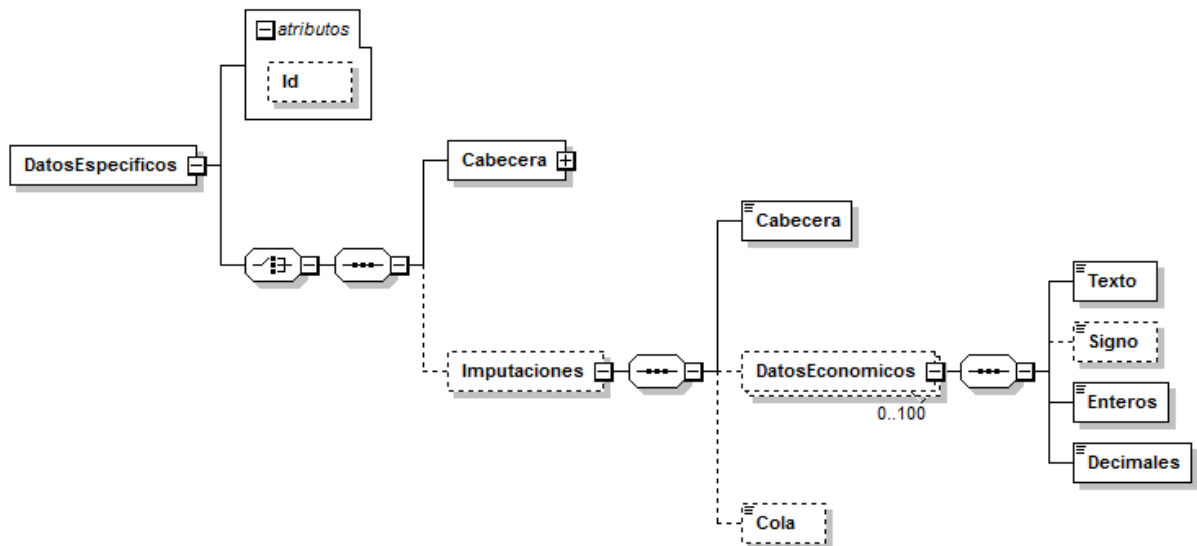 atributos
Id
DatosEspecificos
Cabecera
Cabecera
Texto
Signo
Imputaciones
DatosEconomicos
0..100
Enteros
Decimales
Cola